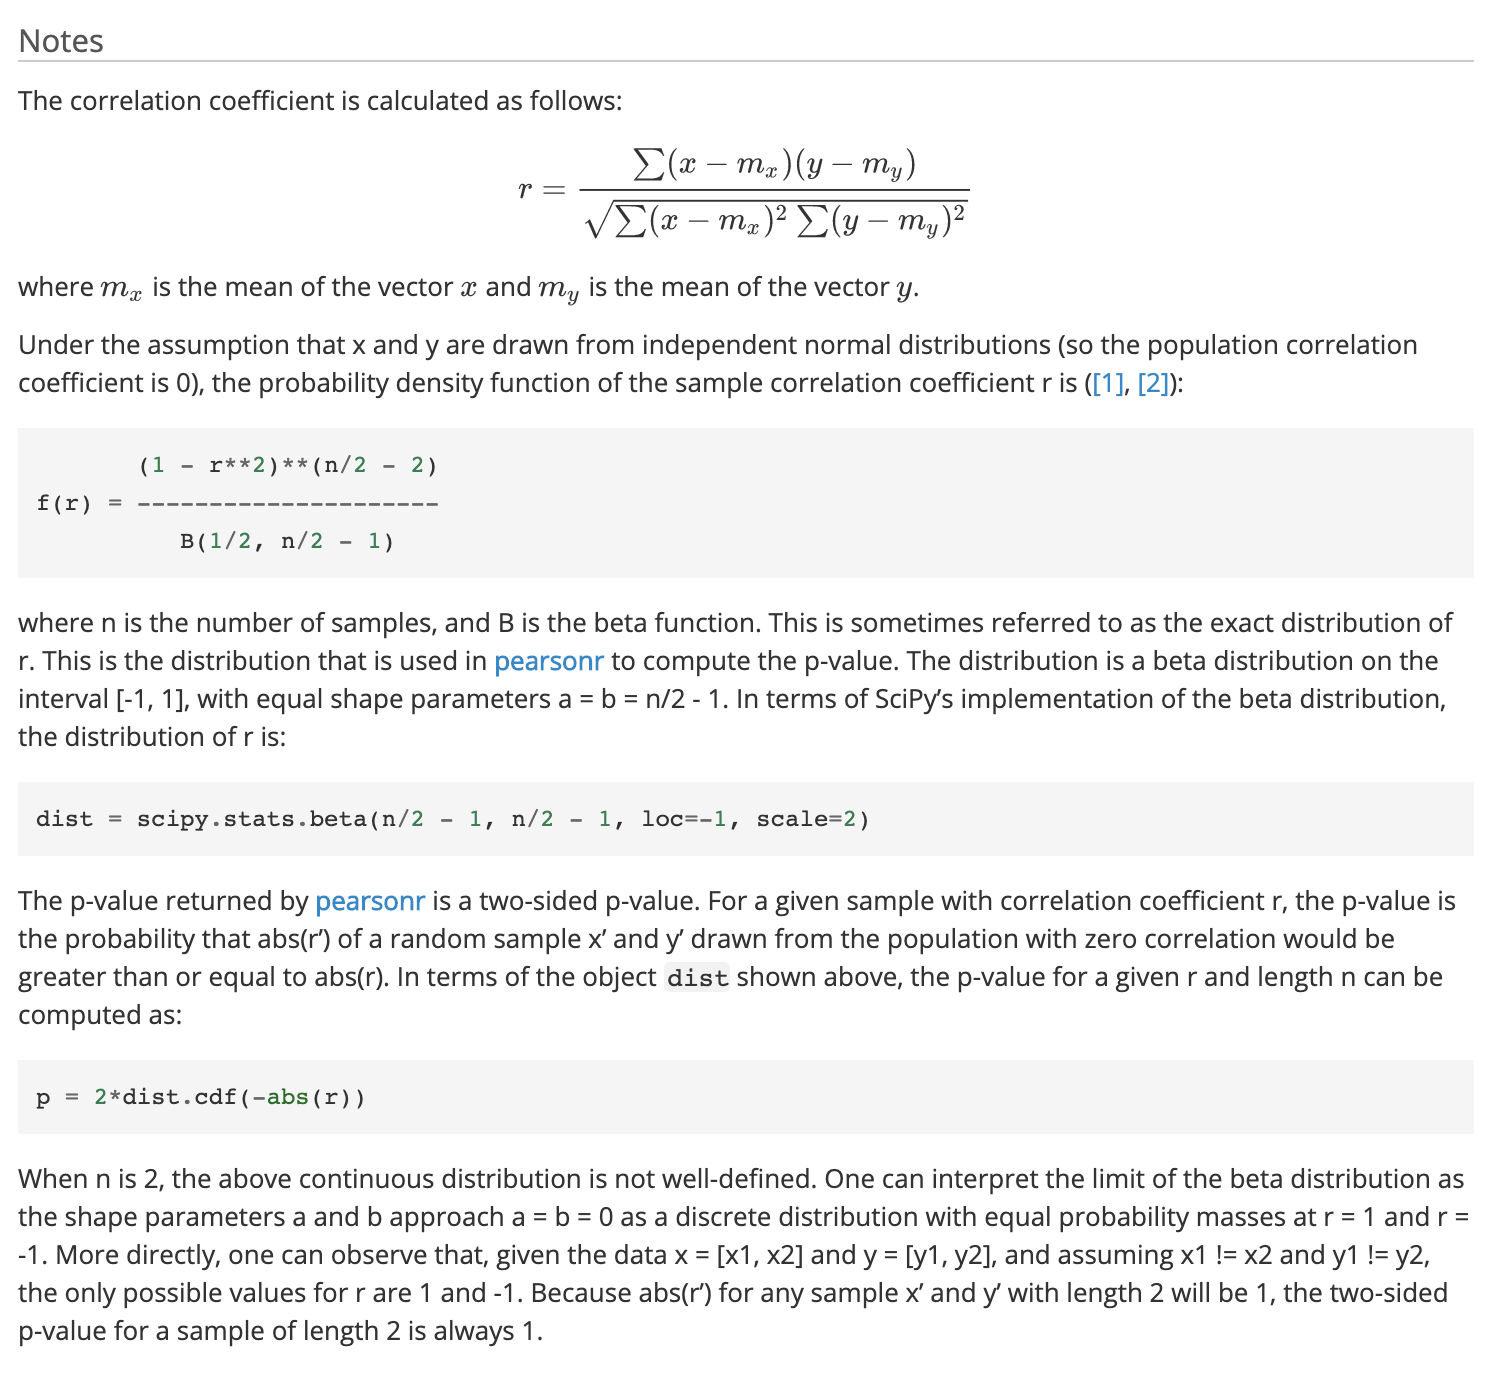 Notes
The correlation coefficient is calculated as follows:
r = ∑(x − mₓ)(y − m_y) / √(∑(x − mₓ)² ∑(y − m_y)²)
where mₓ is the mean of the vector x and m_y is the mean of the vector y.
Under the assumption that x and y are drawn from independent normal distributions (so the population correlation
coefficient is 0), the probability density function of the sample correlation coefficient r is ([1], [2]):
(1 - r**2)**(n/2 - 2)
f(r) = ---------------------
B(1/2, n/2 - 1)
where n is the number of samples, and B is the beta function. This is sometimes referred to as the exact distribution of
r. This is the distribution that is used in pearsonr to compute the p-value. The distribution is a beta distribution on the
interval [-1, 1], with equal shape parameters a = b = n/2 - 1. In terms of SciPy’s implementation of the beta distribution,
the distribution of r is:
dist = scipy.stats.beta(n/2 - 1, n/2 - 1, loc=-1, scale=2)
The p-value returned by pearsonr is a two-sided p-value. For a given sample with correlation coefficient r, the p-value is
the probability that abs(r’) of a random sample x’ and y’ drawn from the population with zero correlation would be
greater than or equal to abs(r). In terms of the object dist shown above, the p-value for a given r and length n can be
computed as:
p = 2*dist.cdf(-abs(r))
When n is 2, the above continuous distribution is not well-defined. One can interpret the limit of the beta distribution as
the shape parameters a and b approach a = b = 0 as a discrete distribution with equal probability masses at r = 1 and r =
-1. More directly, one can observe that, given the data x = [x1, x2] and y = [y1, y2], and assuming x1 != x2 and y1 != y2,
the only possible values for r are 1 and -1. Because abs(r’) for any sample x’ and y’ with length 2 will be 1, the two-sided
p-value for a sample of length 2 is always 1.